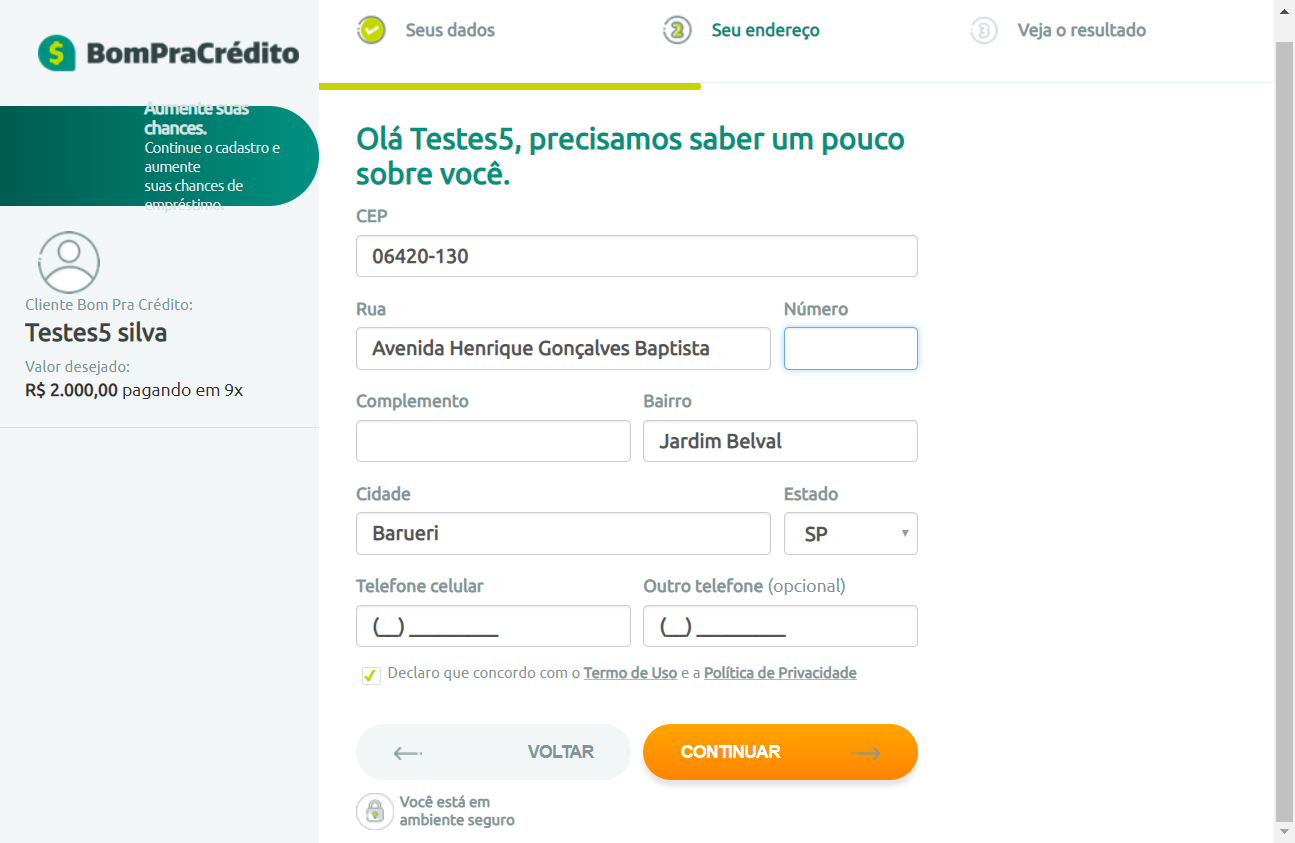 BomPraCrédito
Aumente suas
chances.
Continue o cadastro e
aumente
suas chances de
empréstimo.
Cliente Bom Pra Crédito:
Testes5 silva
Valor desejado:
R$ 2.000,00 pagando em 9x
Seus dados
2 Seu endereço
3 Veja o resultado
Olá Testes5, precisamos saber um pouco
sobre você.
CEP
06420-130
Rua Número
Avenida Henrique Gonçalves Baptista
Complemento Bairro
Jardim Belval
Cidade Estado
Barueri SP
Telefone celular Outro telefone (opcional)
(__) _________ (__) _________
Declaro que concordo com o Termo de Uso e a Política de Privacidade
VOLTAR CONTINUAR
Você está em
ambiente seguro